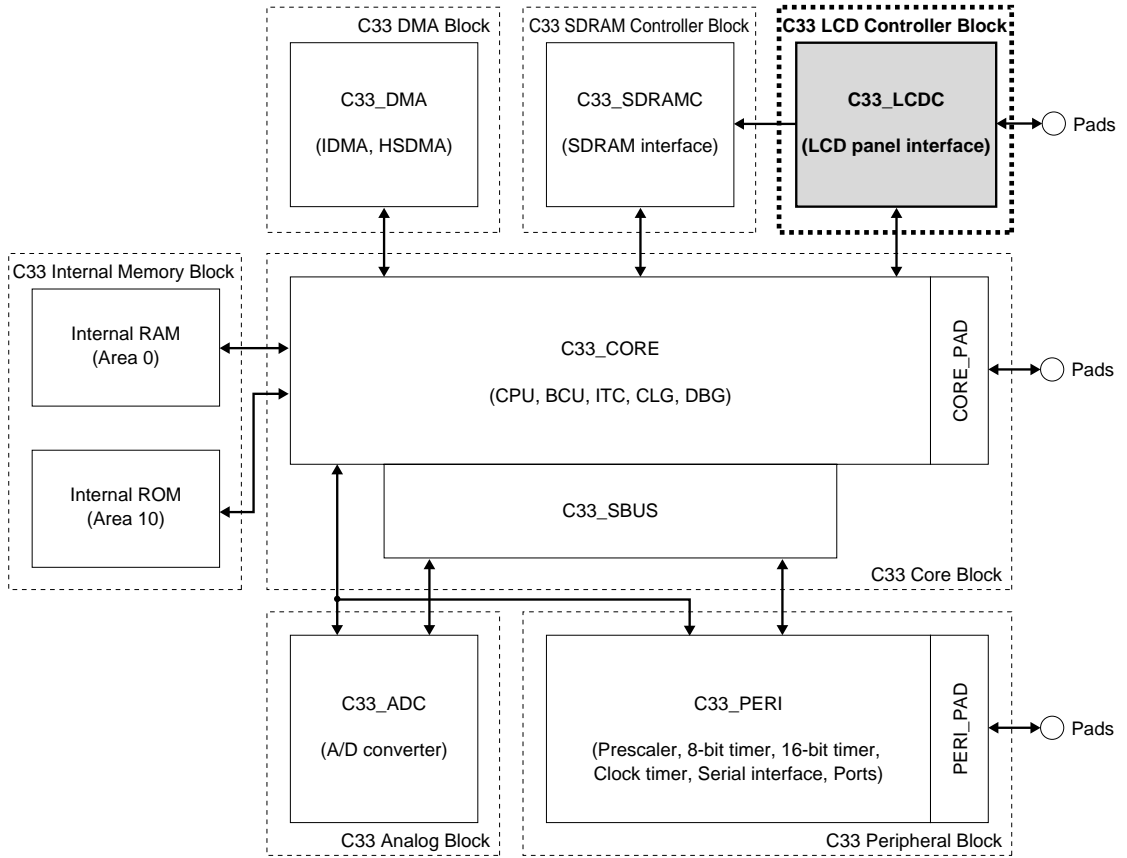 C33 DMA Block
C33_DMA
(IDMA, HSDMA)
C33 SDRAM Controller Block
C33_SDRAMC
(SDRAM interface)
C33 LCD Controller Block
C33_LCDC
(LCD panel interface)
Pads
C33 Internal Memory Block
Internal RAM
(Area 0)
Internal ROM
(Area 10)
C33_CORE
(CPU, BCU, ITC, CLG, DBG)
CORE_PAD
Pads
C33_SBUS
C33 Core Block
C33_ADC
(A/D converter)
C33 Analog Block
C33_PERI
(Prescaler, 8-bit timer, 16-bit timer,
Clock timer, Serial interface, Ports)
PERI_PAD
Pads
C33 Peripheral Block